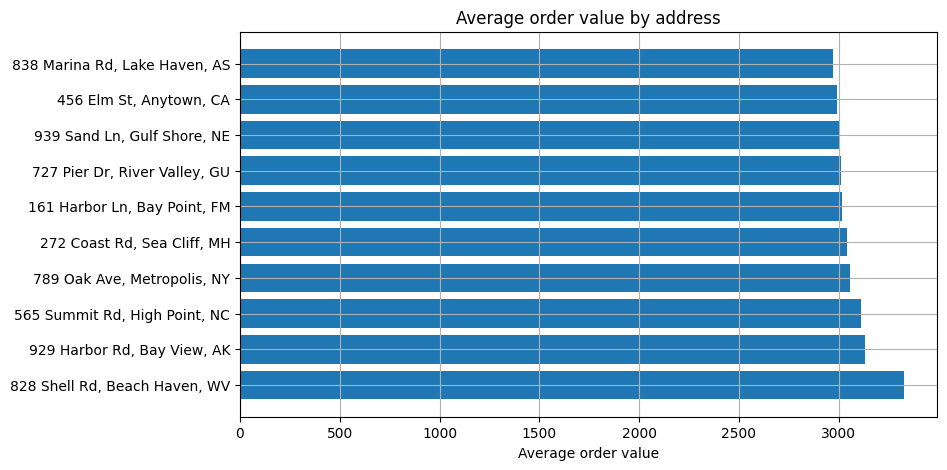 Average order value by address
838 Marina Rd, Lake Haven, AS
456 Elm St, Anytown, CA
939 Sand Ln, Gulf Shore, NE
727 Pier Dr, River Valley, GU
161 Harbor Ln, Bay Point, FM
272 Coast Rd, Sea Cliff, MH
789 Oak Ave, Metropolis, NY
565 Summit Rd, High Point, NC
929 Harbor Rd, Bay View, AK
828 Shell Rd, Beach Haven, WV
0 500 1000 1500 2000 2500 3000
Average order value